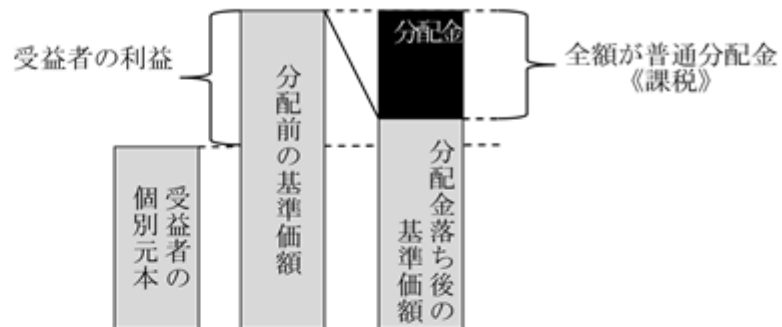 受益者の利益
受益者の
個別元本
分配前の基準価額
分配金
分配金落ち後の
基準価額
全額が普通分配金
《課税》